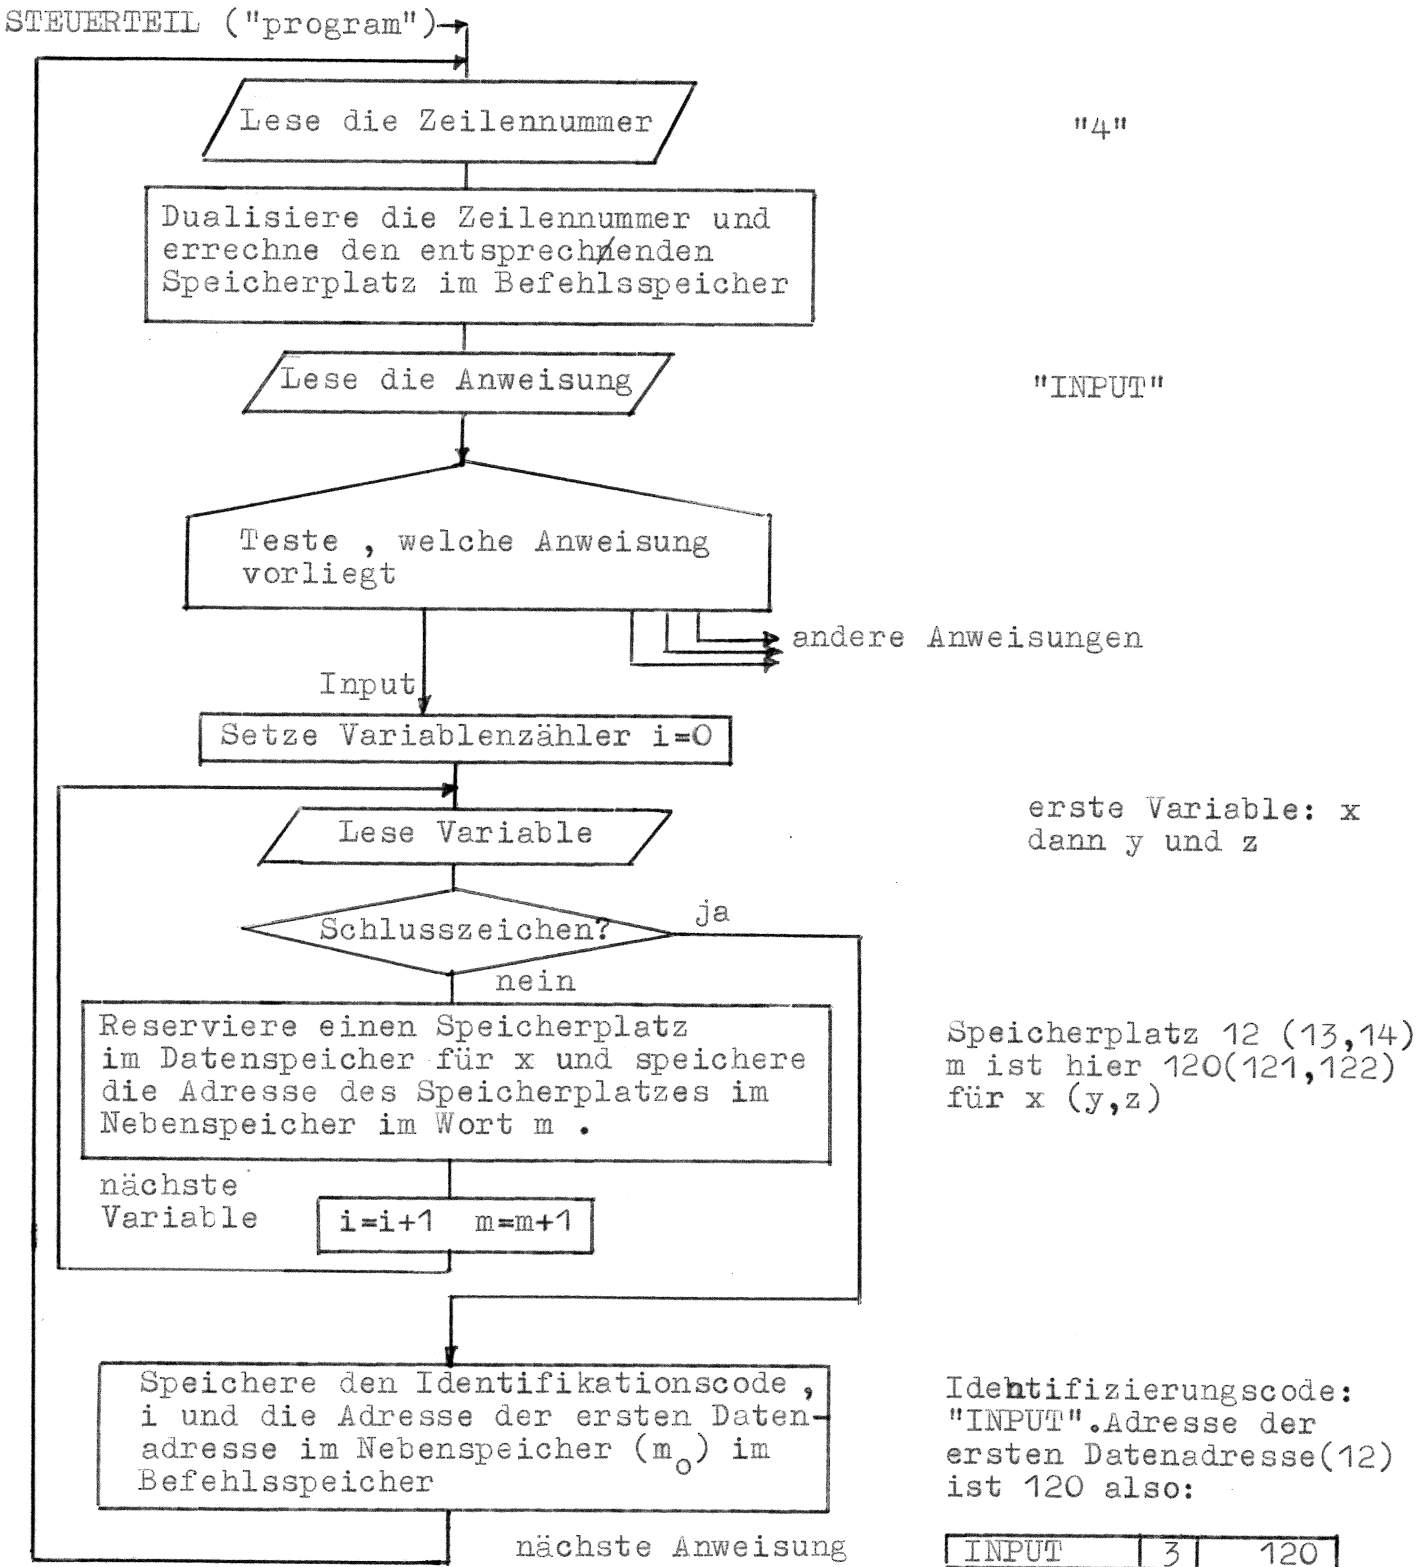 STEUERTEIL ("program")
Lese die Zeilennummer
"4"
Dualisiere die Zeilennummer und
errechne den entsprechenden
Speicherplatz im Befehlsspeicher
Lese die Anweisung
"INPUT"
Teste , welche Anweisung
vorliegt
andere Anweisungen
Input
Setze Variablenzähler i=0
Lese Variable
erste Variable: x
dann y und z
Schlusszeichen?
ja
nein
Reserviere einen Speicherplatz
im Datenspeicher für x und speichere
die Adresse des Speicherplatzes im
Nebenspeicher im Wort m .
Speicherplatz 12 (13,14)
m ist hier 120(121,122)
für x (y,z)
nächste
Variable
i=i+1 m=m+1
Speichere den Identifikationscode ,
i und die Adresse der ersten Daten-
adresse im Nebenspeicher (m₀) im
Befehlsspeicher
Identifizierungscode:
"INPUT".Adresse der
ersten Datenadresse(12)
ist 120 also:
nächste Anweisung
INPUT 3 120